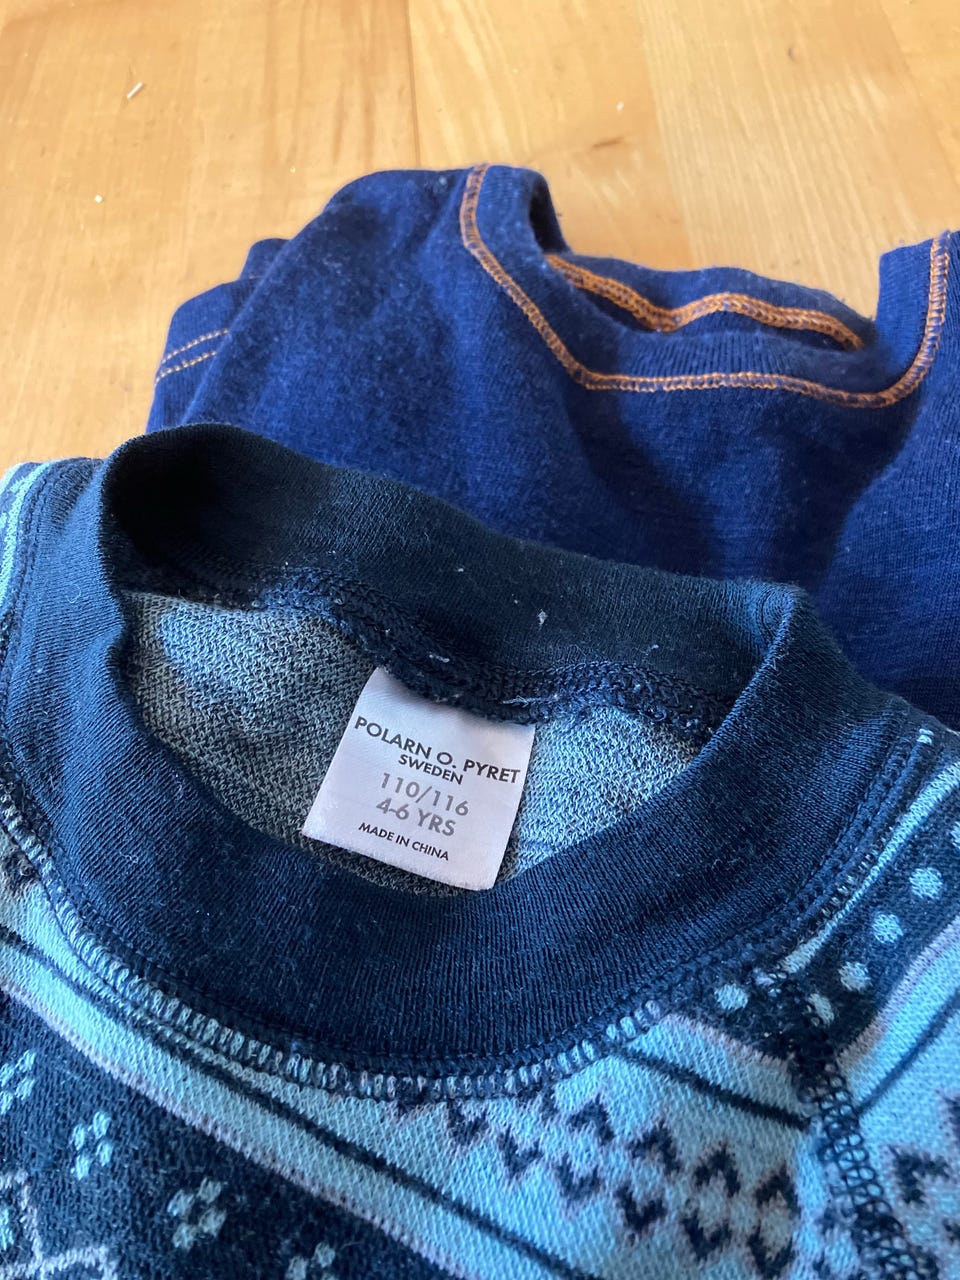 POLARN O. PYRET
SWEDEN
110/116
4-6 YRS
MADE IN CHINA